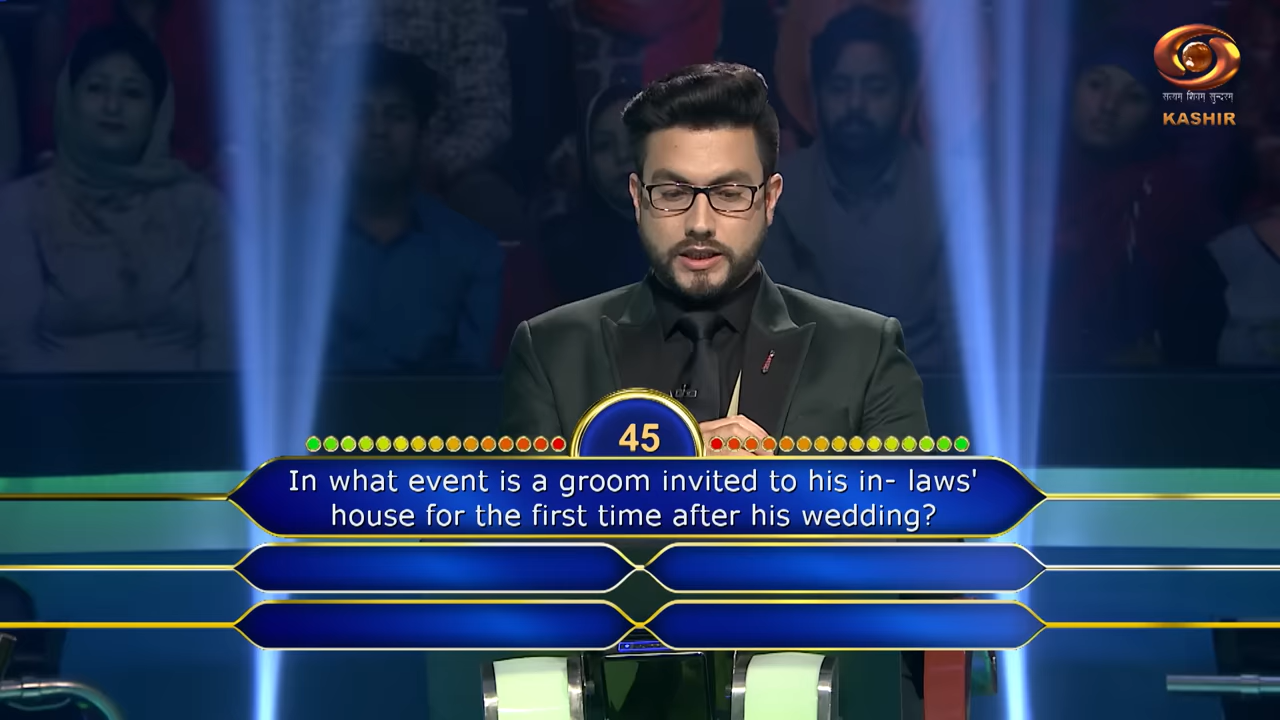 सत्यम शिवम सुन्दरम
KASHIR
45
In what event is a groom invited to his in- laws'
house for the first time after his wedding?